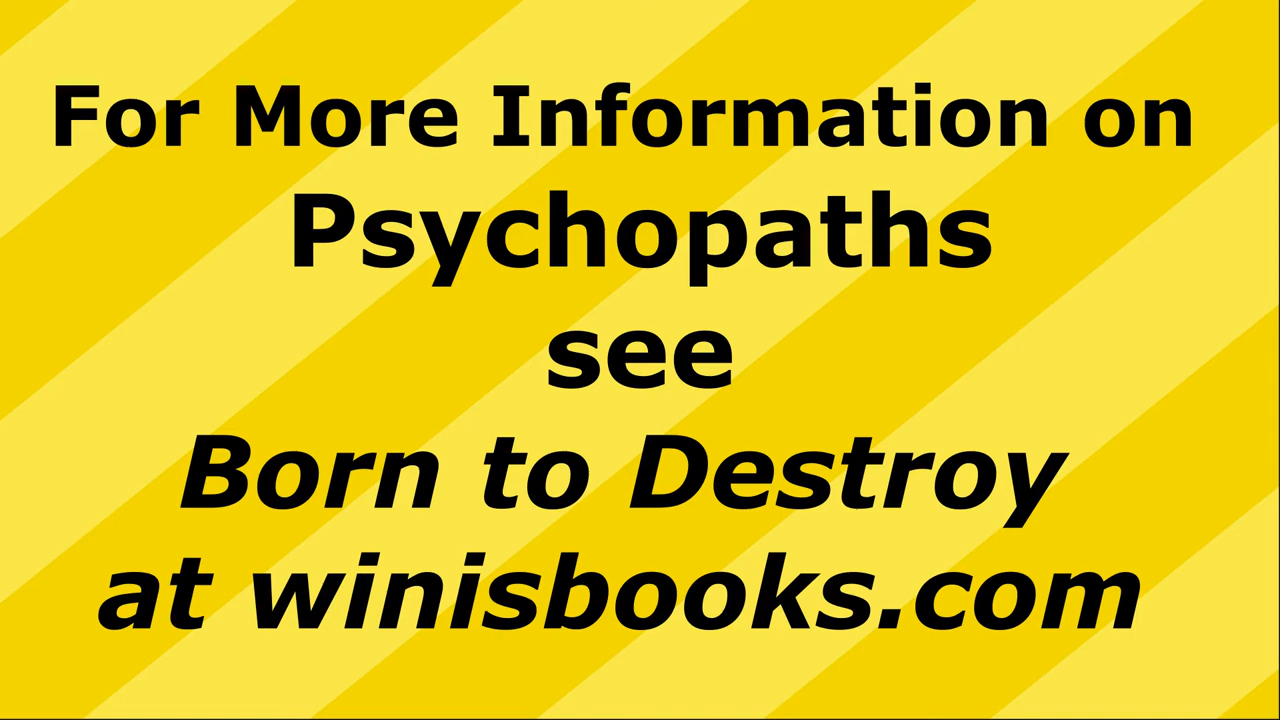 For More Information on
Psychopaths
see
Born to Destroy
at winisbooks.com